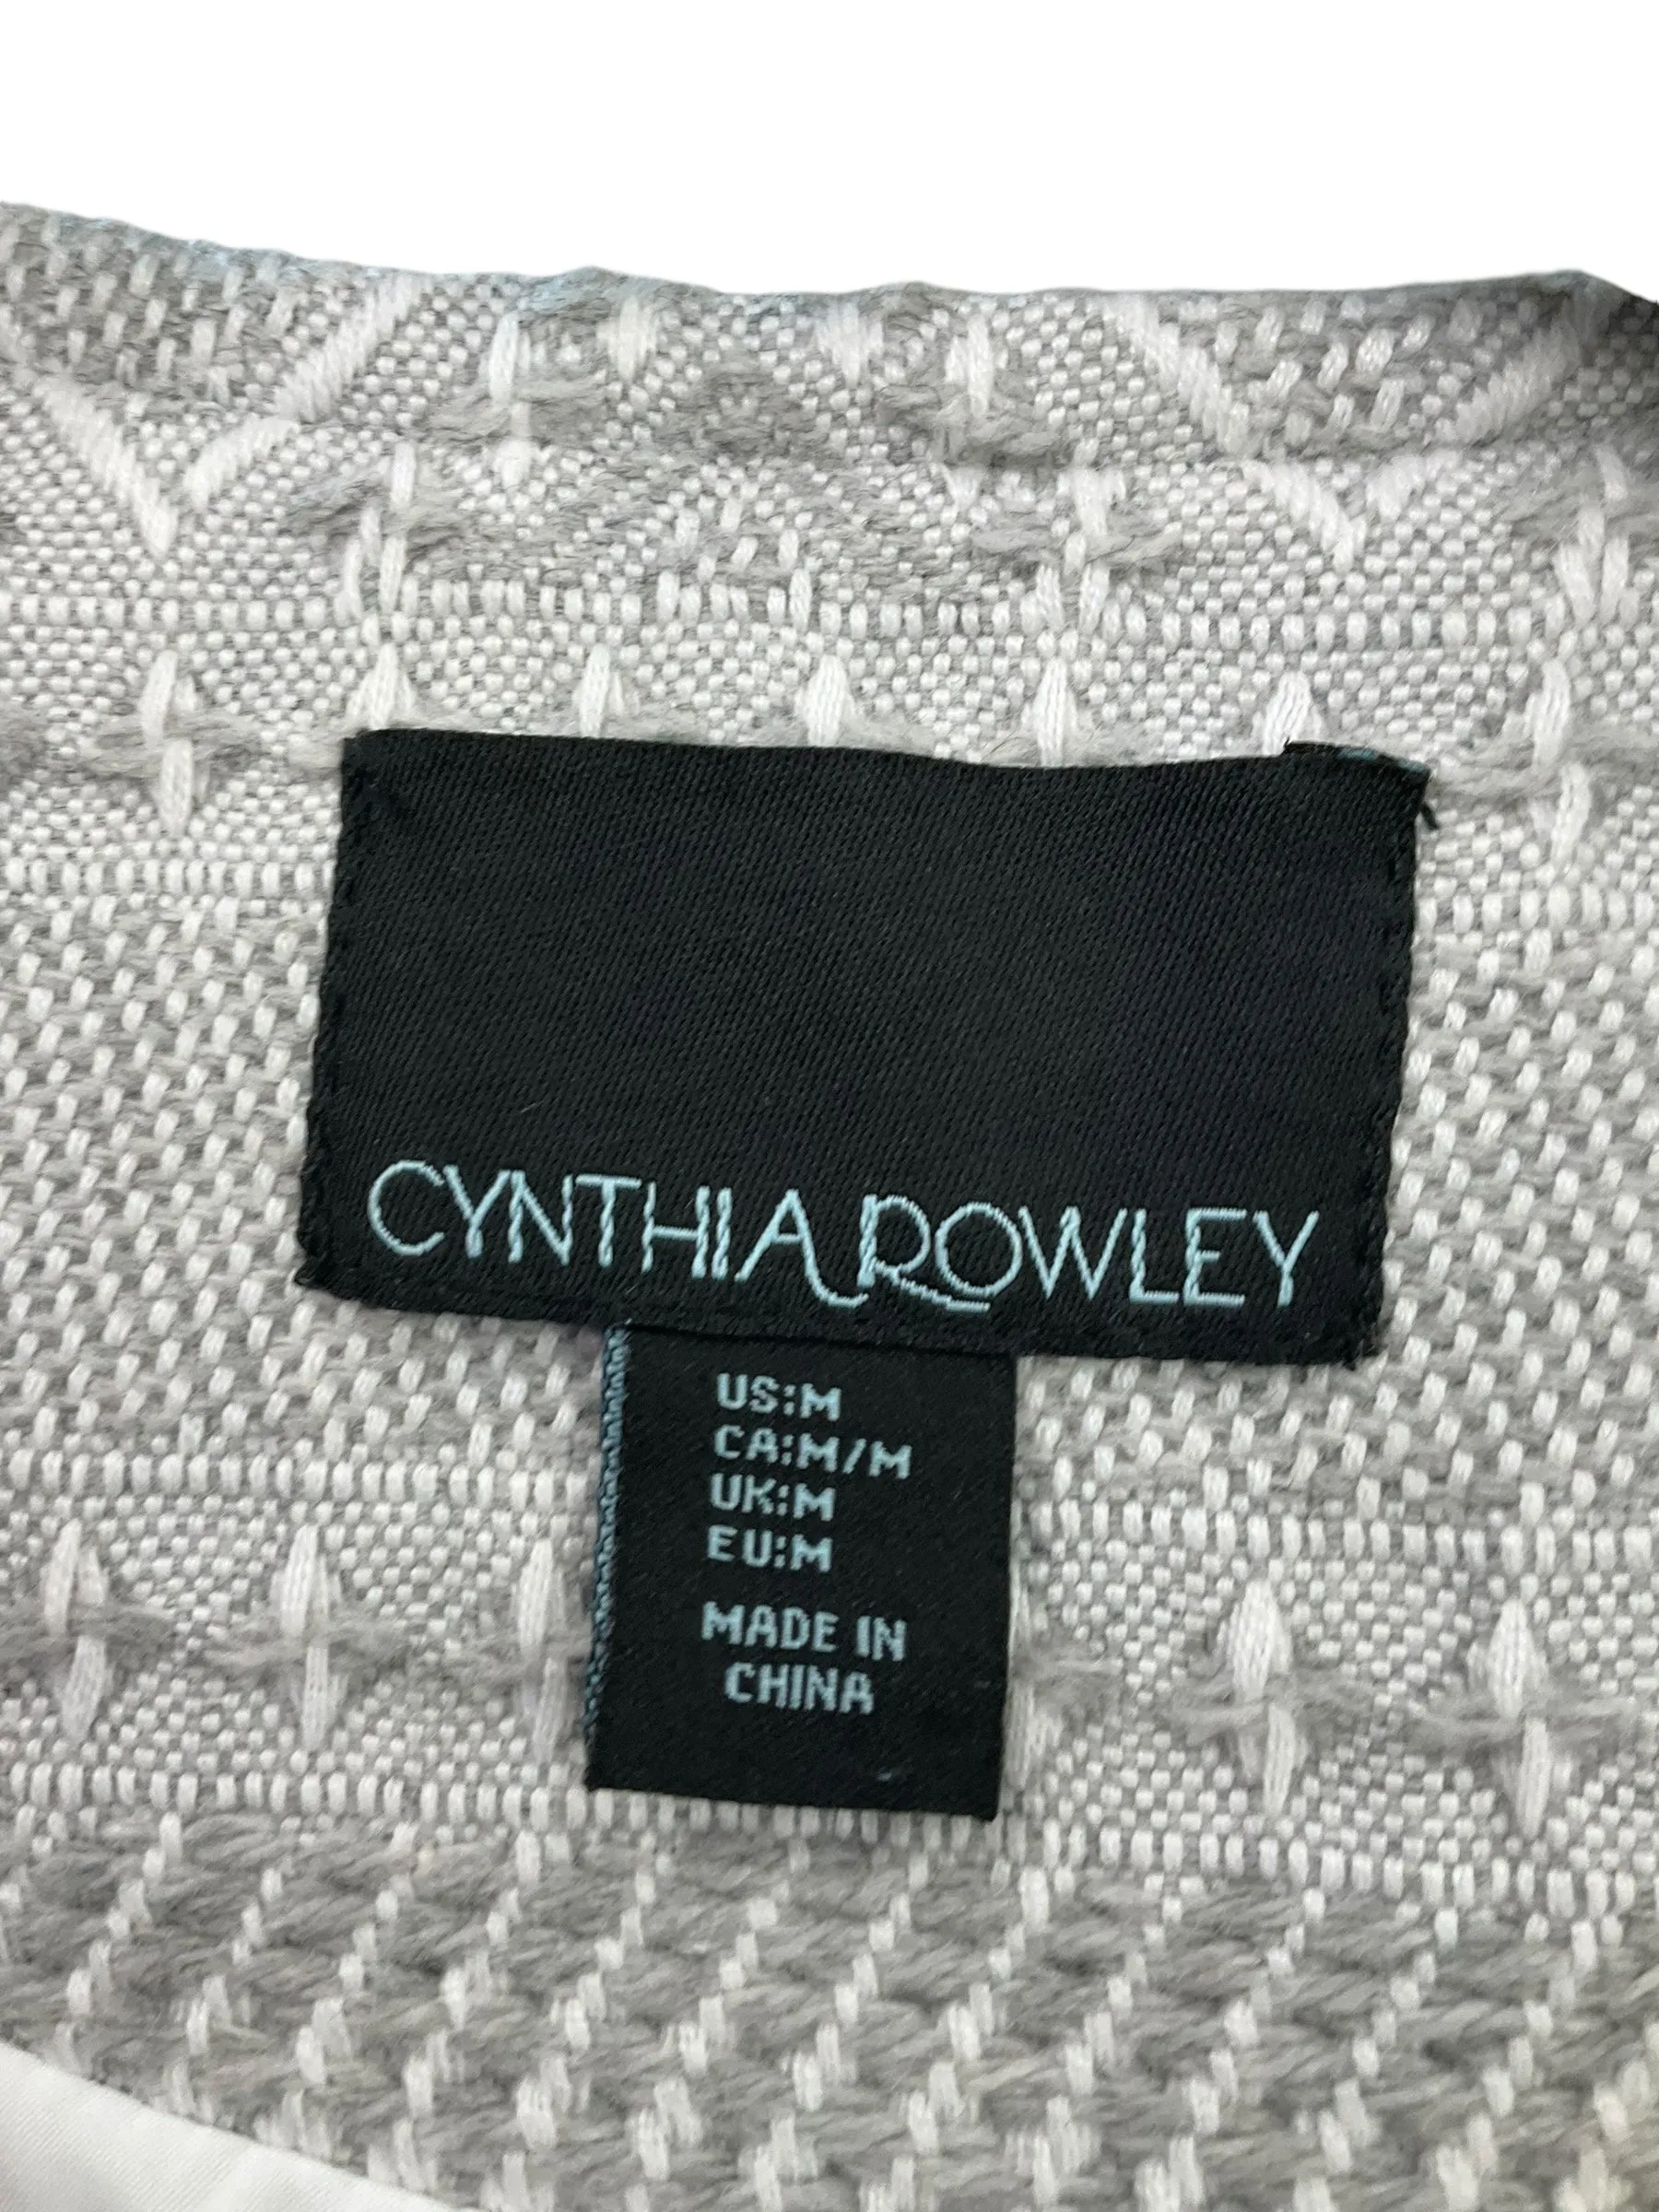 CYNTHIA ROWLEY
US:M
CA:M/M
UK:M
EU:M
MADE IN
CHINA